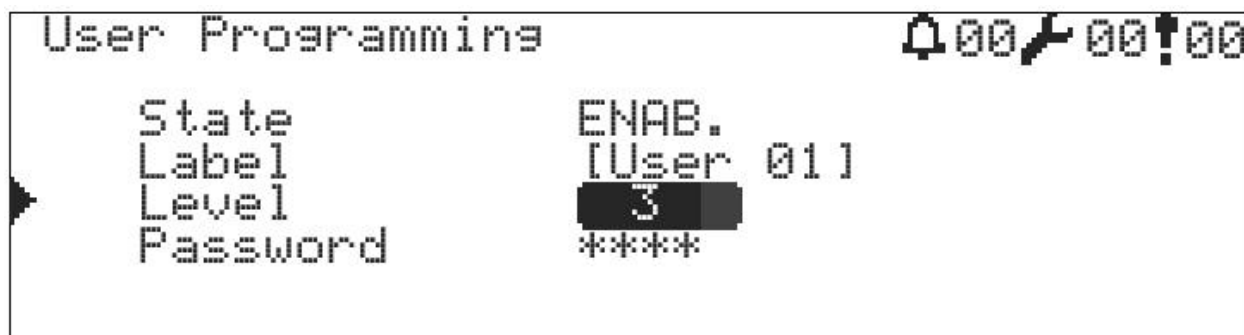 User Programming 00 00 00
State ENAB.
Label [User 01]
Level 3
Password ****